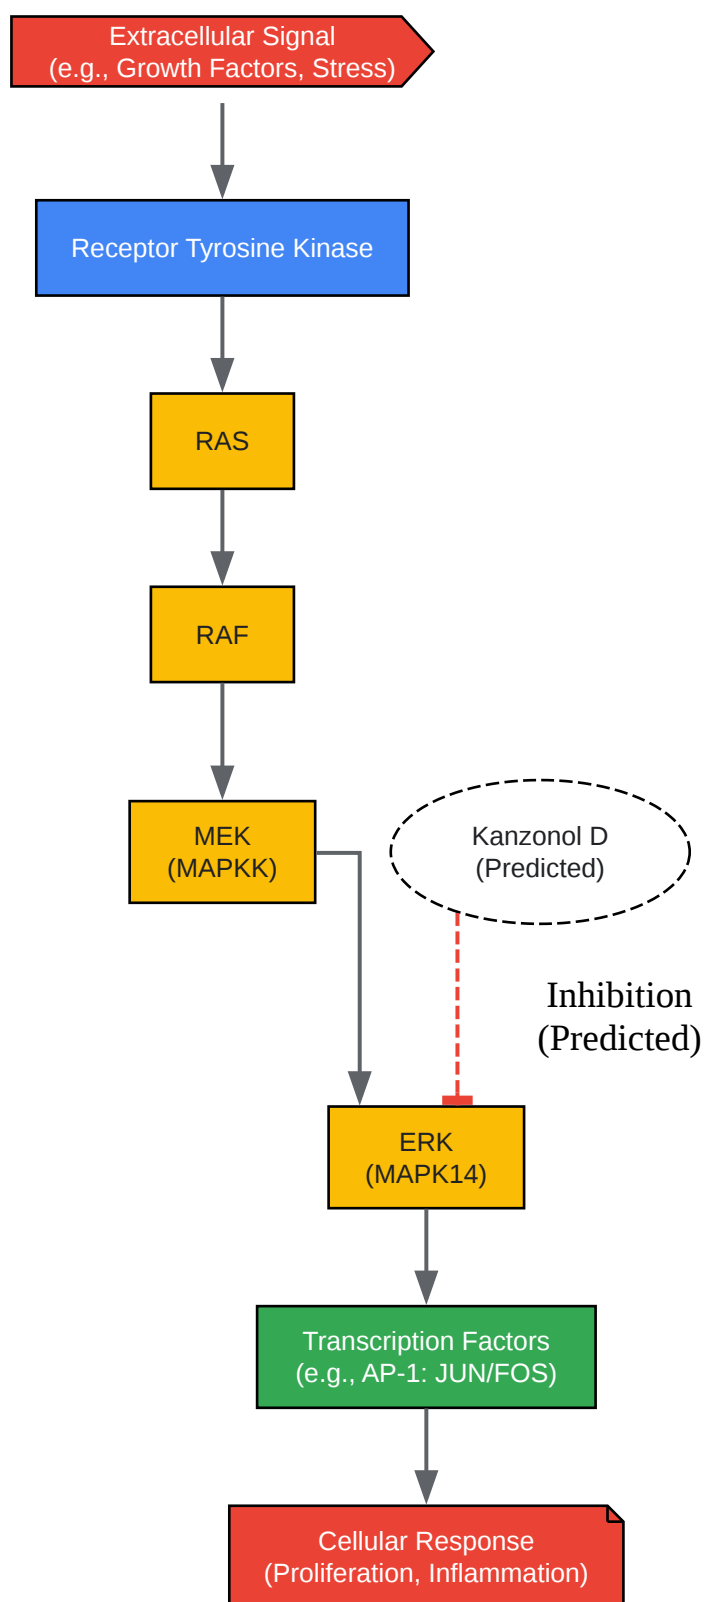 Extracellular Signal
(e.g., Growth Factors, Stress)
Receptor Tyrosine Kinase
RAS
RAF
MEK
(MAPKK)
Kanzonol D
(Predicted)
Inhibition
(Predicted)
ERK
(MAPK14)
Transcription Factors
(e.g., AP-1: JUN/FOS)
Cellular Response
(Proliferation, Inflammation)